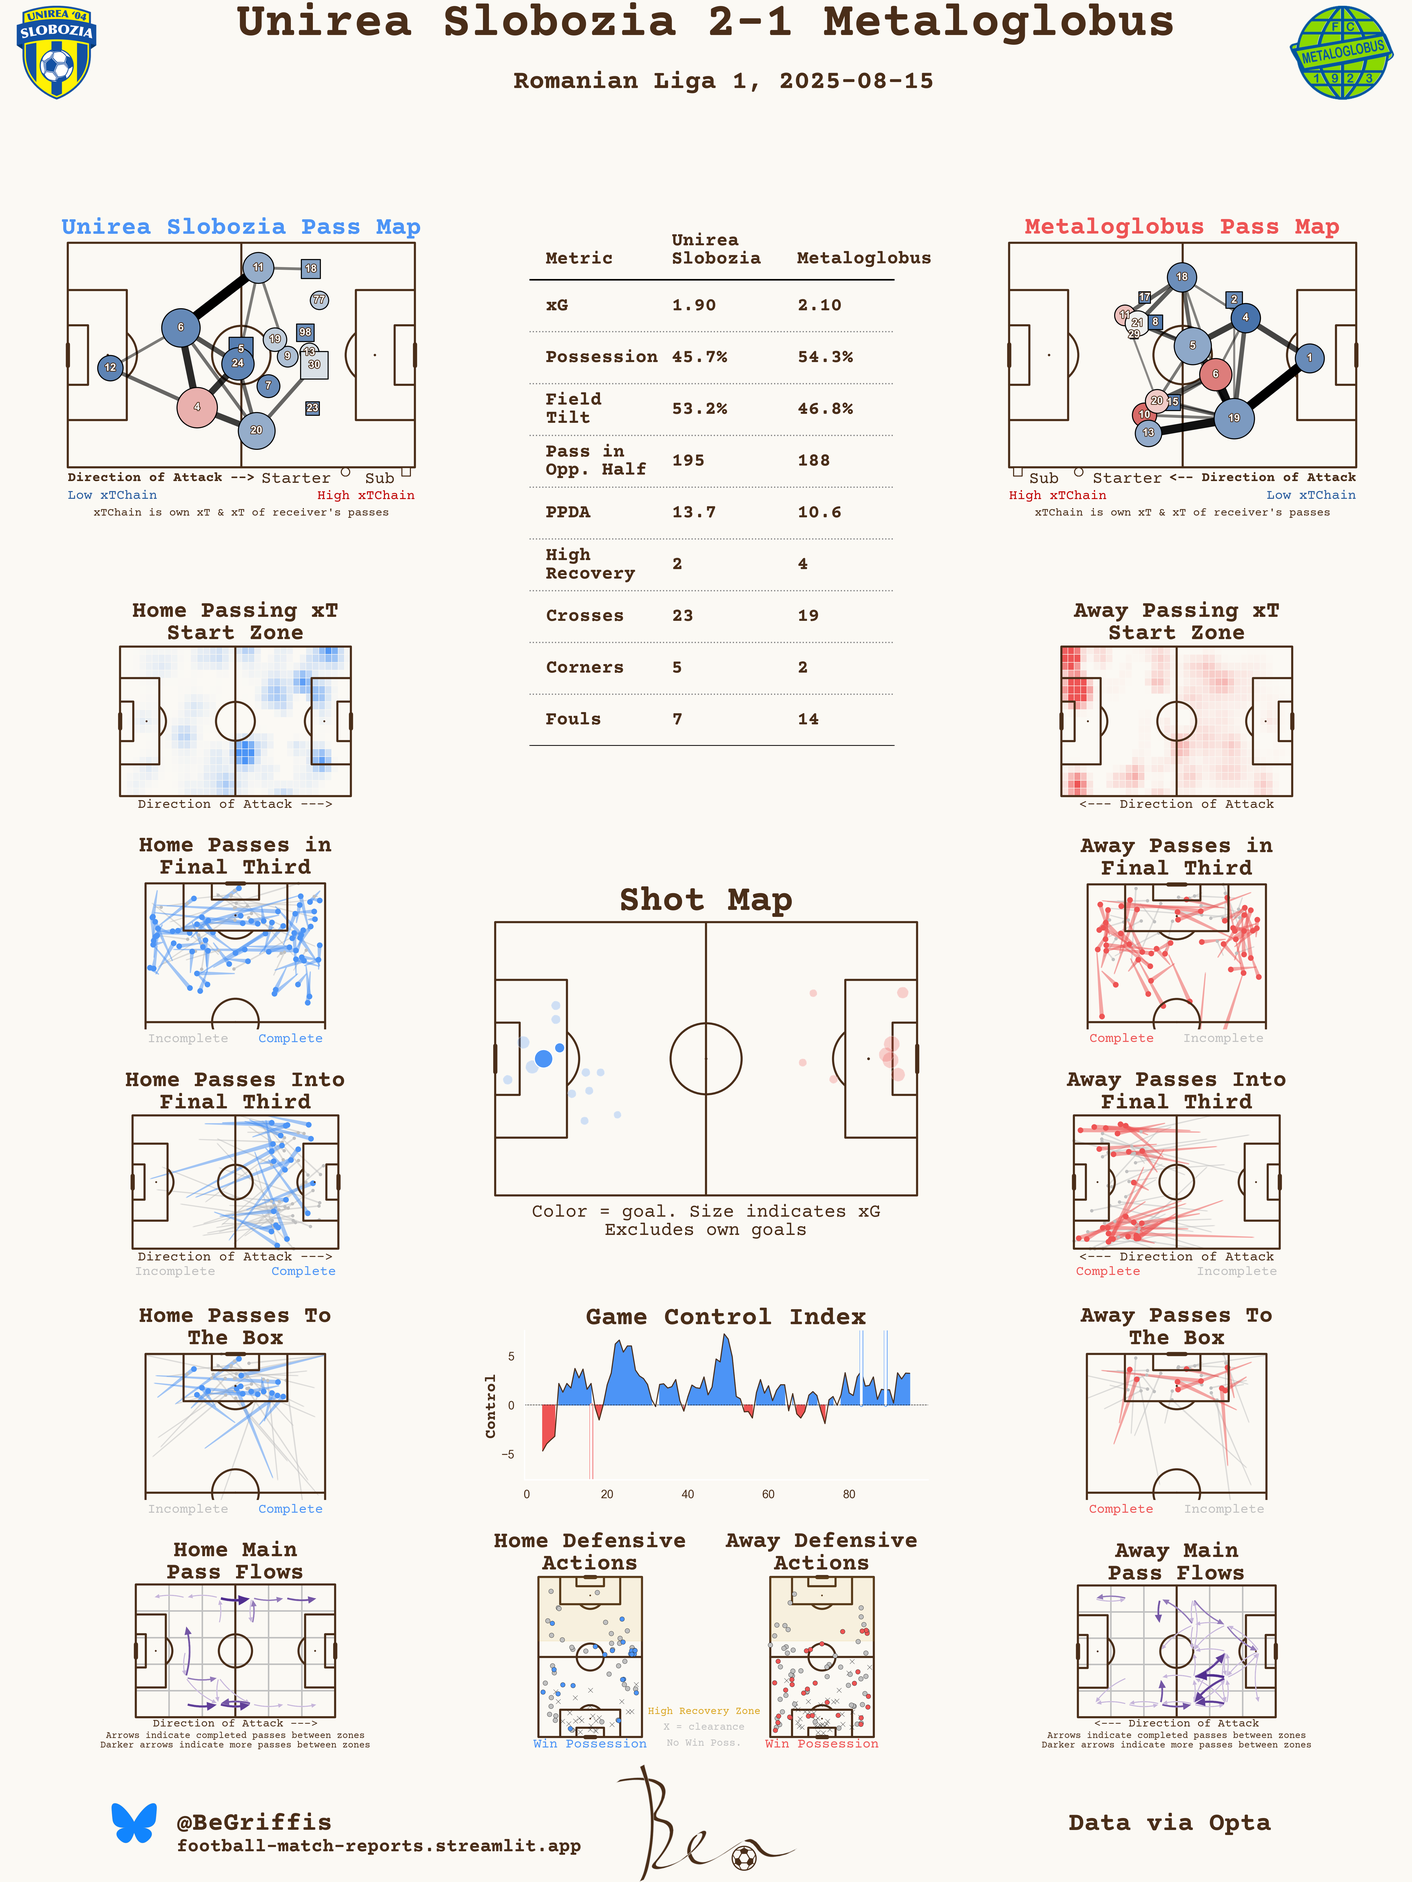 Unirea Slobozia 2-1 Metaloglobus
Romanian Liga 1, 2025-08-15
UNIREA '04
SLOBOZIA
F C
METALOGLOBUS
1 9 2 3
Unirea Slobozia Pass Map
11
18
77
6
98
19
5
13
9
24
30
12
7
4
23
20
Direction of Attack --> Starter Sub
Low xTChain High xTChain
xTChain is own xT & xT of receiver's passes
Metric Unirea Slobozia Metaloglobus
xG 1.90 2.10
Possession 45.7% 54.3%
Field Tilt 53.2% 46.8%
Pass in Opp. Half 195 188
PPDA 13.7 10.6
High Recovery 2 4
Crosses 23 19
Corners 5 2
Fouls 7 14
Metaloglobus Pass Map
18
17
2
11
21
8
4
29
5
1
6
20
15
10
19
13
Sub Starter <-- Direction of Attack
High xTChain Low xTChain
xTChain is own xT & xT of receiver's passes
Home Passing xT
Start Zone
Direction of Attack --->
Away Passing xT
Start Zone
<--- Direction of Attack
Home Passes in
Final Third
Incomplete Complete
Away Passes in
Final Third
Complete Incomplete
Shot Map
Color = goal. Size indicates xG
Excludes own goals
Home Passes Into
Final Third
Direction of Attack --->
Incomplete Complete
Away Passes Into
Final Third
<--- Direction of Attack
Complete Incomplete
Home Passes To
The Box
Incomplete Complete
Game Control Index
Control
5
0
−5
0 20 40 60 80
Away Passes To
The Box
Complete Incomplete
Home Main
Pass Flows
Direction of Attack --->
Arrows indicate completed passes between zones
Darker arrows indicate more passes between zones
Home Defensive
Actions
Win Possession
High Recovery Zone
X = clearance
No Win Poss.
Away Defensive
Actions
Win Possession
Away Main
Pass Flows
<--- Direction of Attack
Arrows indicate completed passes between zones
Darker arrows indicate more passes between zones
@BeGriffis
football-match-reports.streamlit.app
Ben
Data via Opta